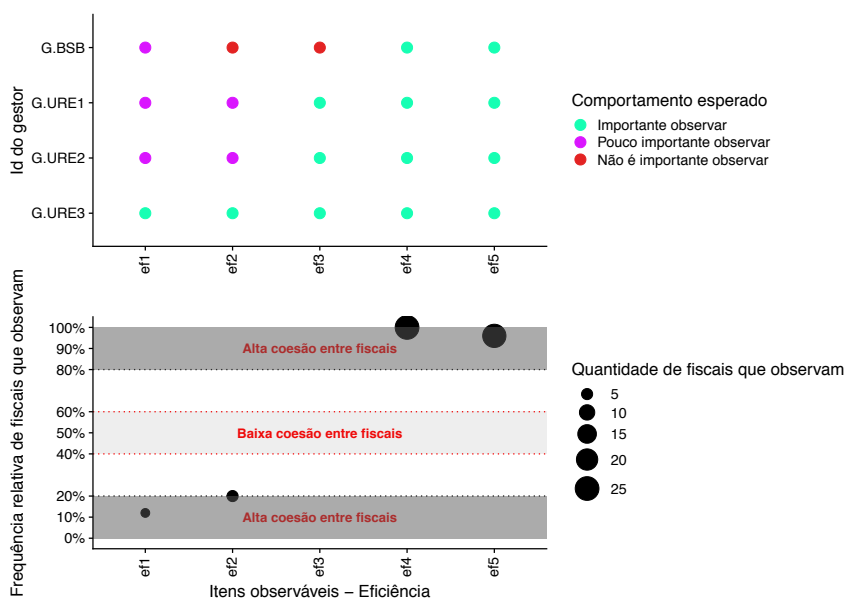 Id do gestor
G.BSB
G.URE1
G.URE2
G.URE3
ef1
ef2
ef3
ef4
ef5
Comportamento esperado
Importante observar
Pouco importante observar
Não é importante observar
Frequência relativa de fiscais que observam
100%
90%
80%
60%
50%
40%
20%
10%
0%
Alta coesão entre fiscais
Baixa coesão entre fiscais
Alta coesão entre fiscais
ef1
ef2
ef3
ef4
ef5
Itens observáveis − Eficiência
Quantidade de fiscais que observam
5
10
15
20
25